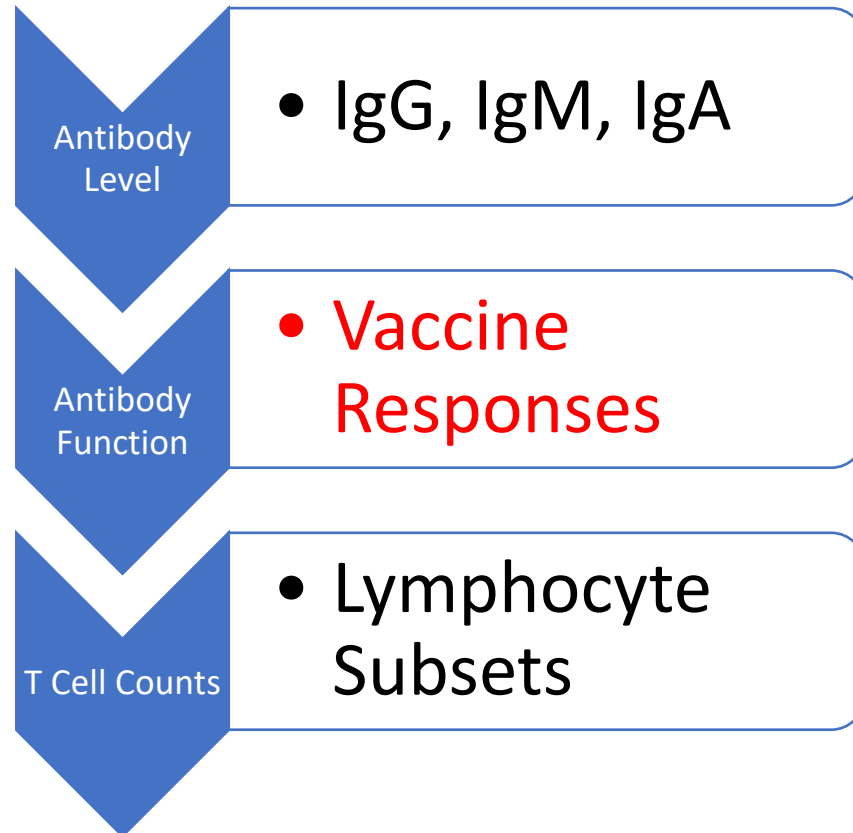 Antibody
Level
• IgG, IgM, IgA
Antibody
Function
• Vaccine
Responses
T Cell Counts
• Lymphocyte
Subsets